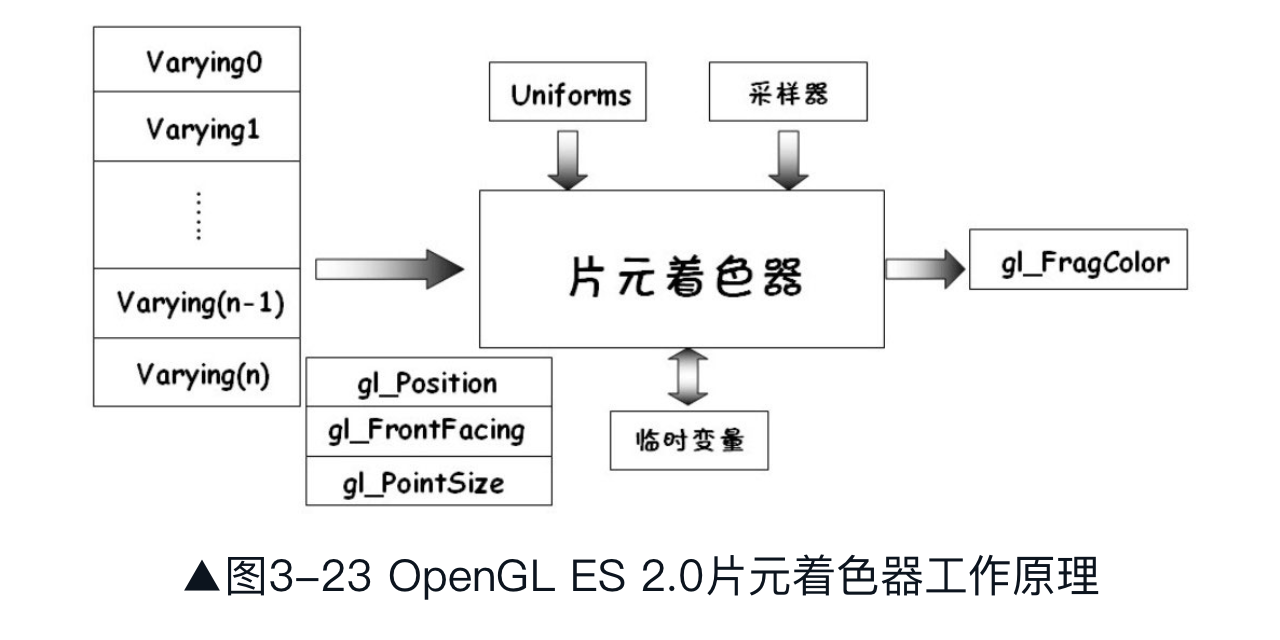 Varying0
Varying1
⋮
Varying(n-1)
Varying(n)
Uniforms
采样器
片元着色器
gl_FragColor
gl_Position
gl_FrontFacing
gl_PointSize
临时变量
▲图3-23 OpenGL ES 2.0片元着色器工作原理